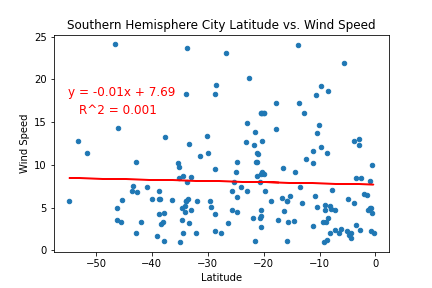 Southern Hemisphere City Latitude vs. Wind Speed
25
20
15
10
5
0
Wind Speed
y = -0.01x + 7.69
R^2 = 0.001
−50 −40 −30 −20 −10 0
Latitude